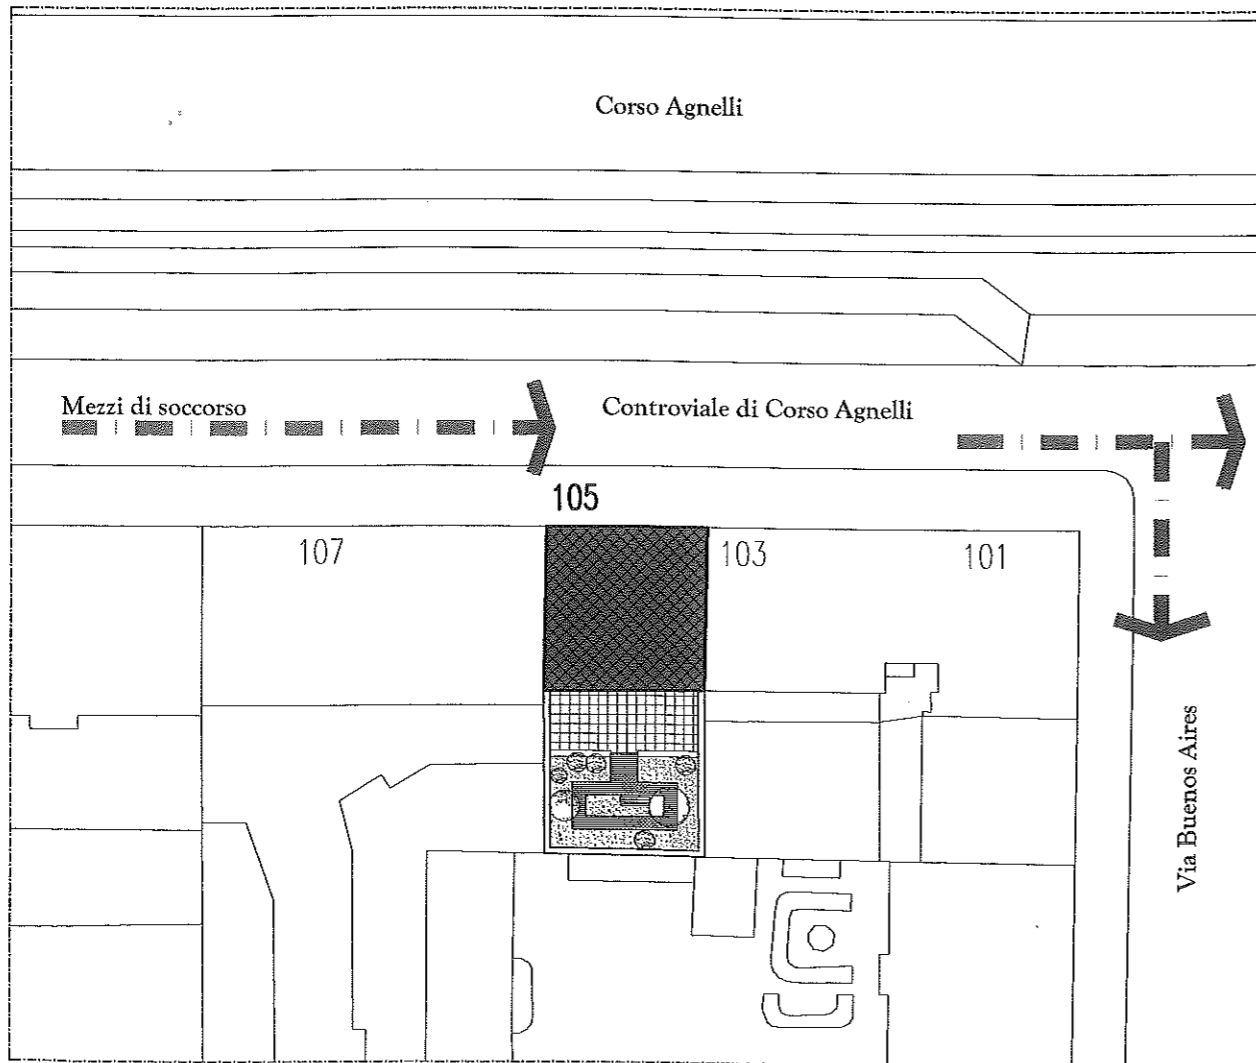 Corso Agnelli
Mezzi di soccorso
Controviale di Corso Agnelli
105
107
103
101
Via Buenos Aires